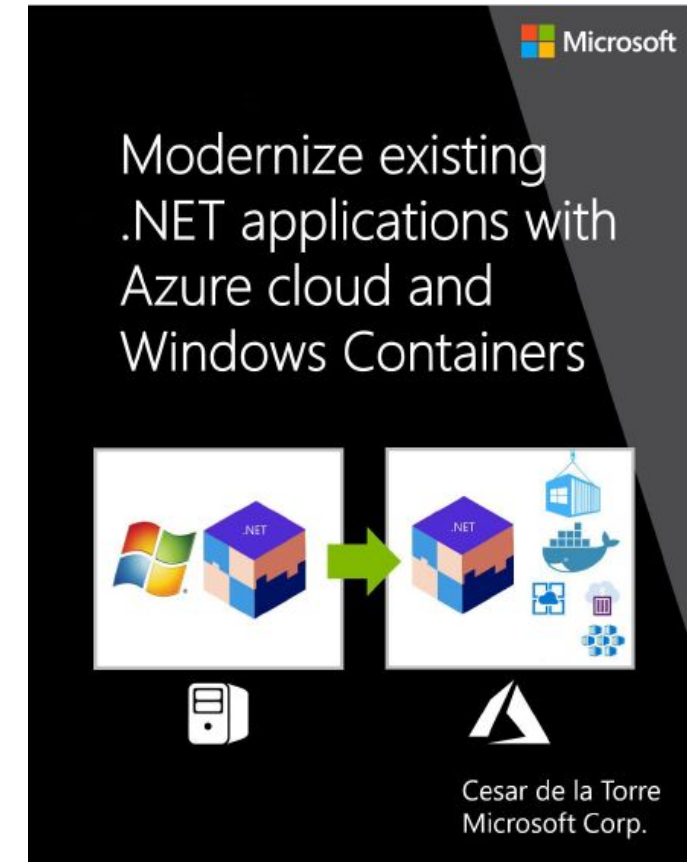 Microsoft
Modernize existing
.NET applications with
Azure cloud and
Windows Containers
.NET
.NET
Cesar de la Torre
Microsoft Corp.